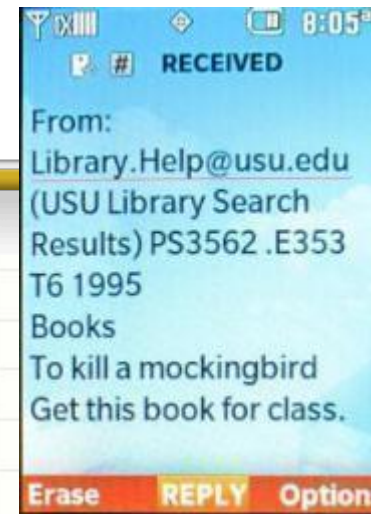 8:05
# RECEIVED
From:
Library.Help@usu.edu
(USU Library Search
Results) PS3562 .E353
T6 1995
Books
To kill a mockingbird
Get this book for class.
Erase REPLY Option